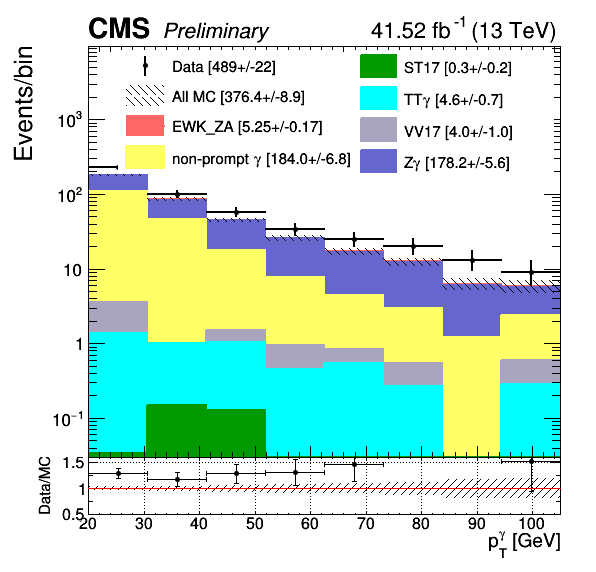 CMS Preliminary 41.52 fb⁻¹ (13 TeV)
Events/bin
Data [489+/-22]
All MC [376.4+/-8.9]
EWK_ZA [5.25+/-0.17]
non-prompt γ [184.0+/-6.8]
ST17 [0.3+/-0.2]
TTγ [4.6+/-0.7]
VV17 [4.0+/-1.0]
Zγ [178.2+/-5.6]
10³
10²
10
1
10⁻¹
Data/MC
1.5
1
0.5
20 30 40 50 60 70 80 90 100
p_T^γ [GeV]